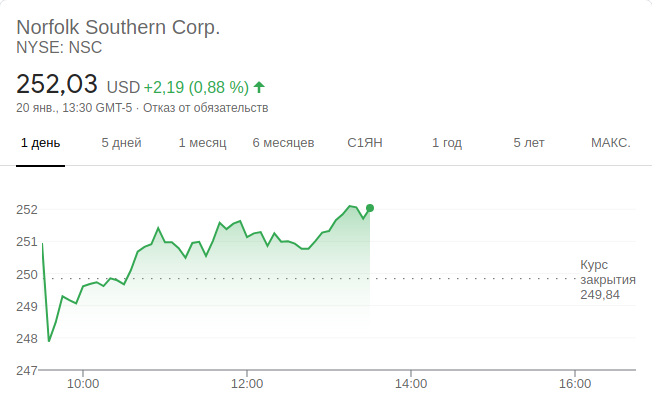 Norfolk Southern Corp.
NYSE: NSC
252,03 USD +2,19 (0,88 %)
20 янв., 13:30 GMT-5 · Отказ от обязательств
1 день 5 дней 1 месяц 6 месяцев С1ЯН 1 год 5 лет МАКС.
252
251
250
249
248
247
Курс
закрытия
249,84
10:00 12:00 14:00 16:00